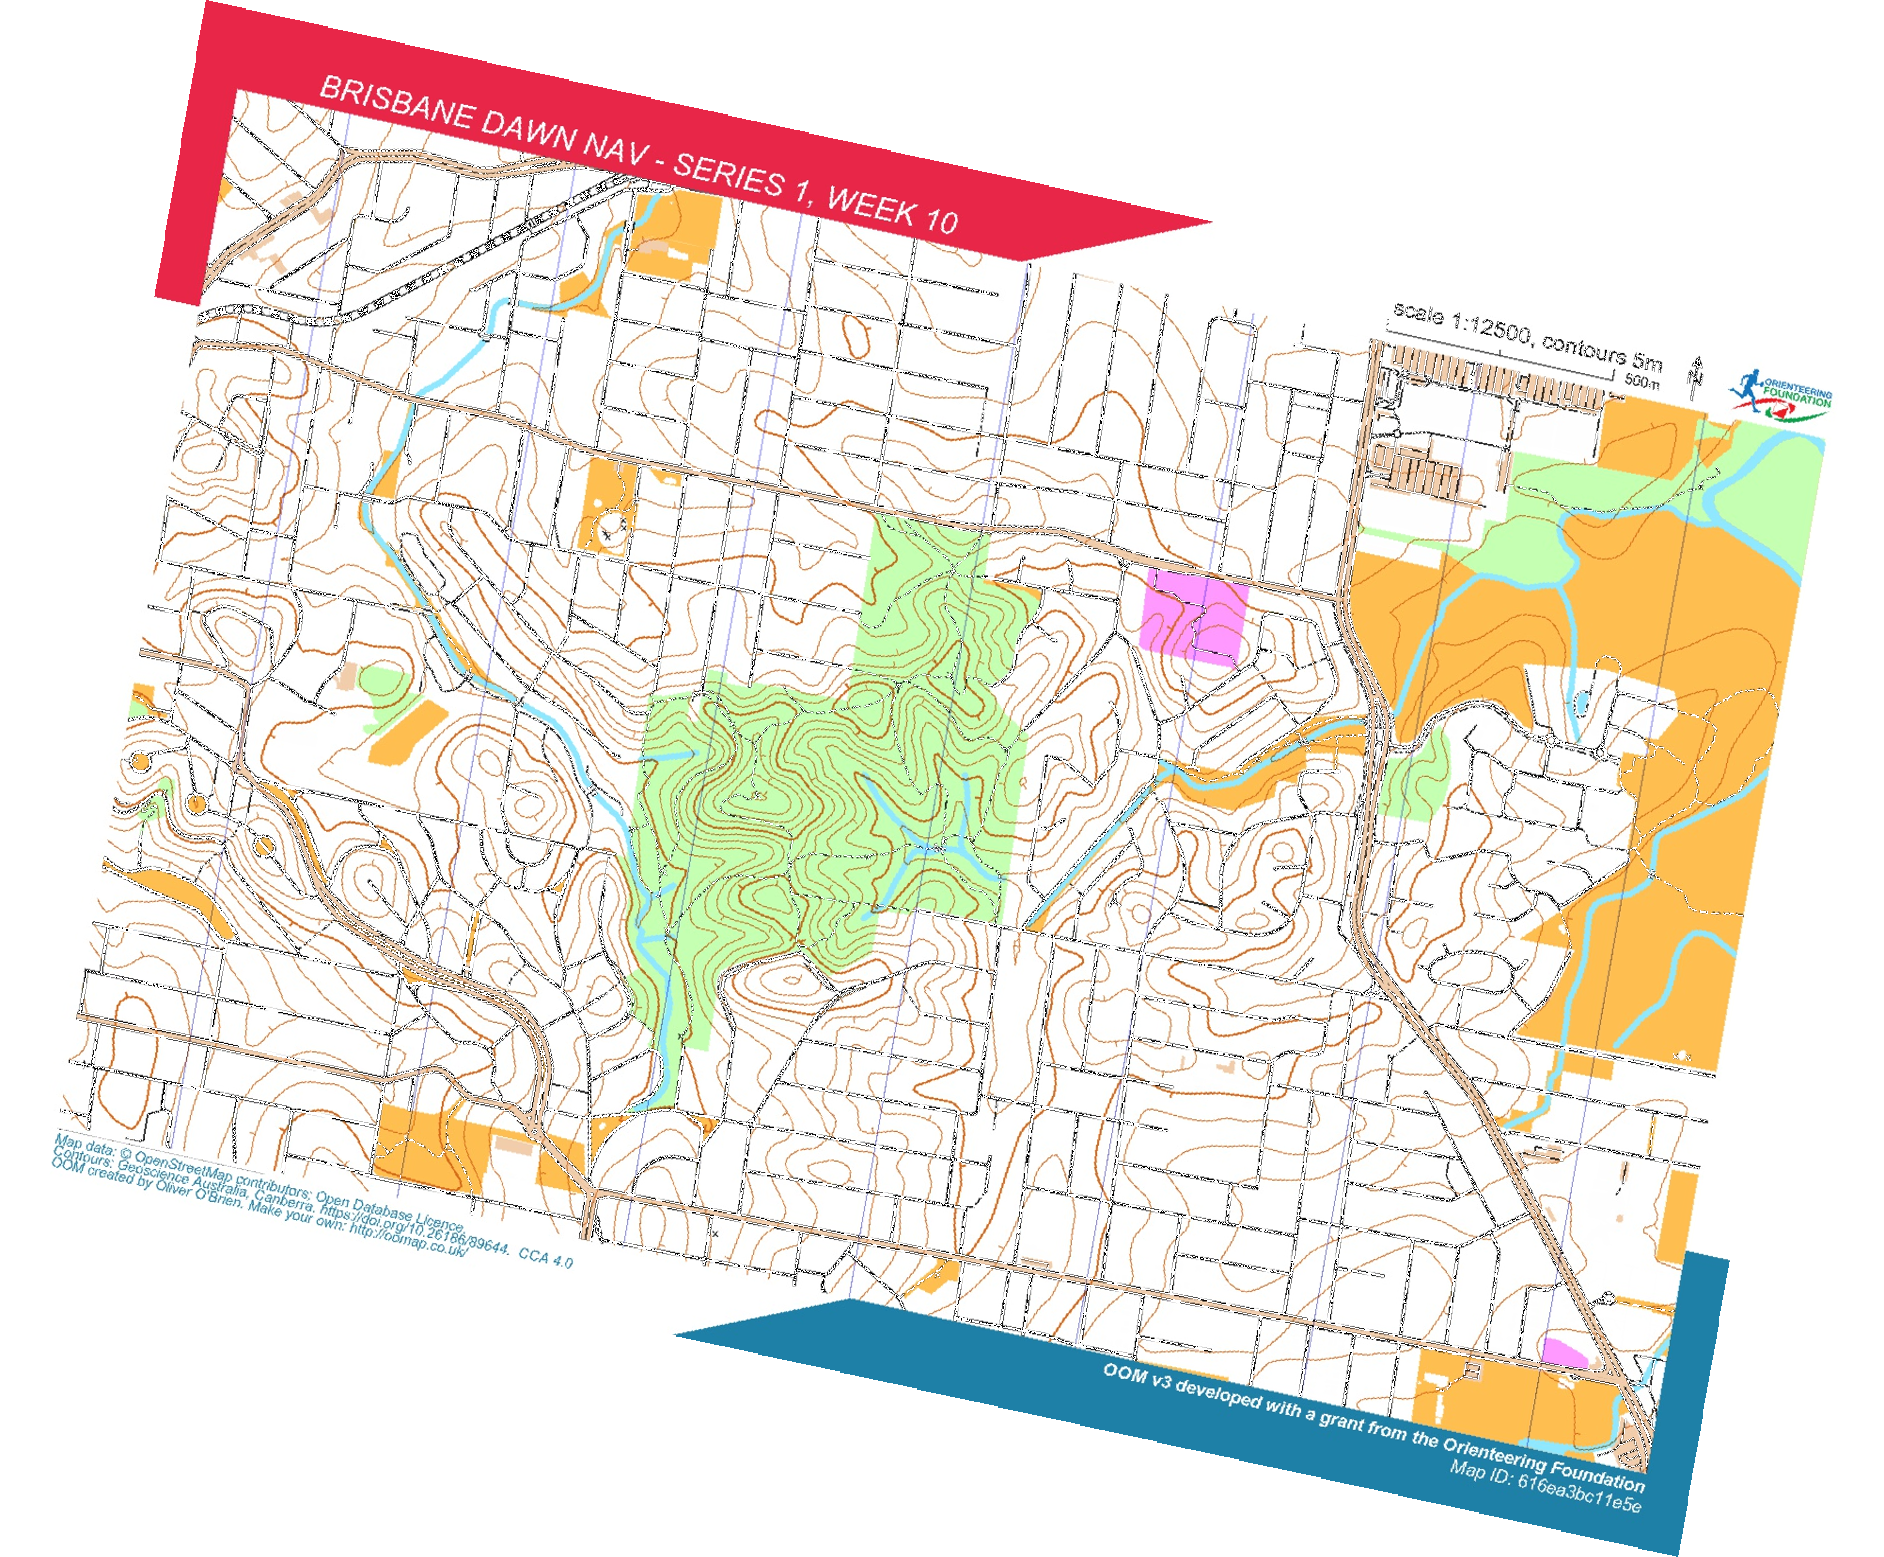 BRISBANE DAWN NAV - SERIES 1, WEEK 10
scale 1:12500, contours 5m
500m
N
ORIENTEERING
FOUNDATION
Map data: © OpenStreetMap contributors, Open Database Licence.
Contours: Geoscience Australia, Canberra. https://doi.org/10.26186/89644. CCA 4.0
OOM created by Oliver O'Brien. Make your own: http://oomap.co.uk/
OOM v3 developed with a grant from the Orienteering Foundation
Map ID: 616ea3bc11e5e